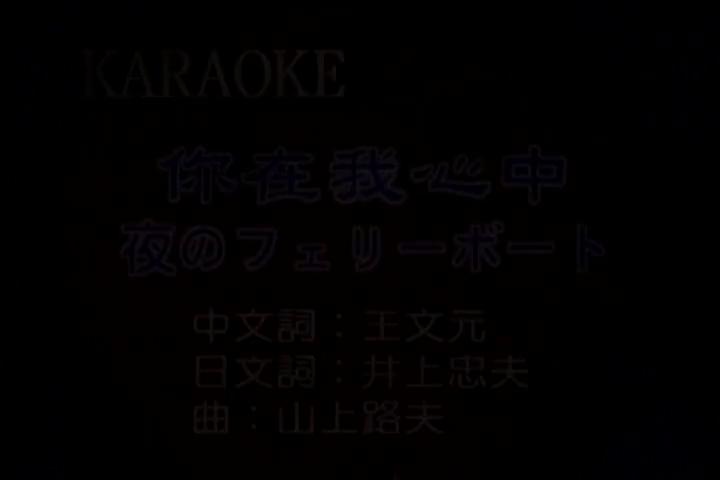 KARAOKE
你在我心中
夜のフェリーボート
中文詞：王文元
日文詞：井上忠夫
曲：山上路夫